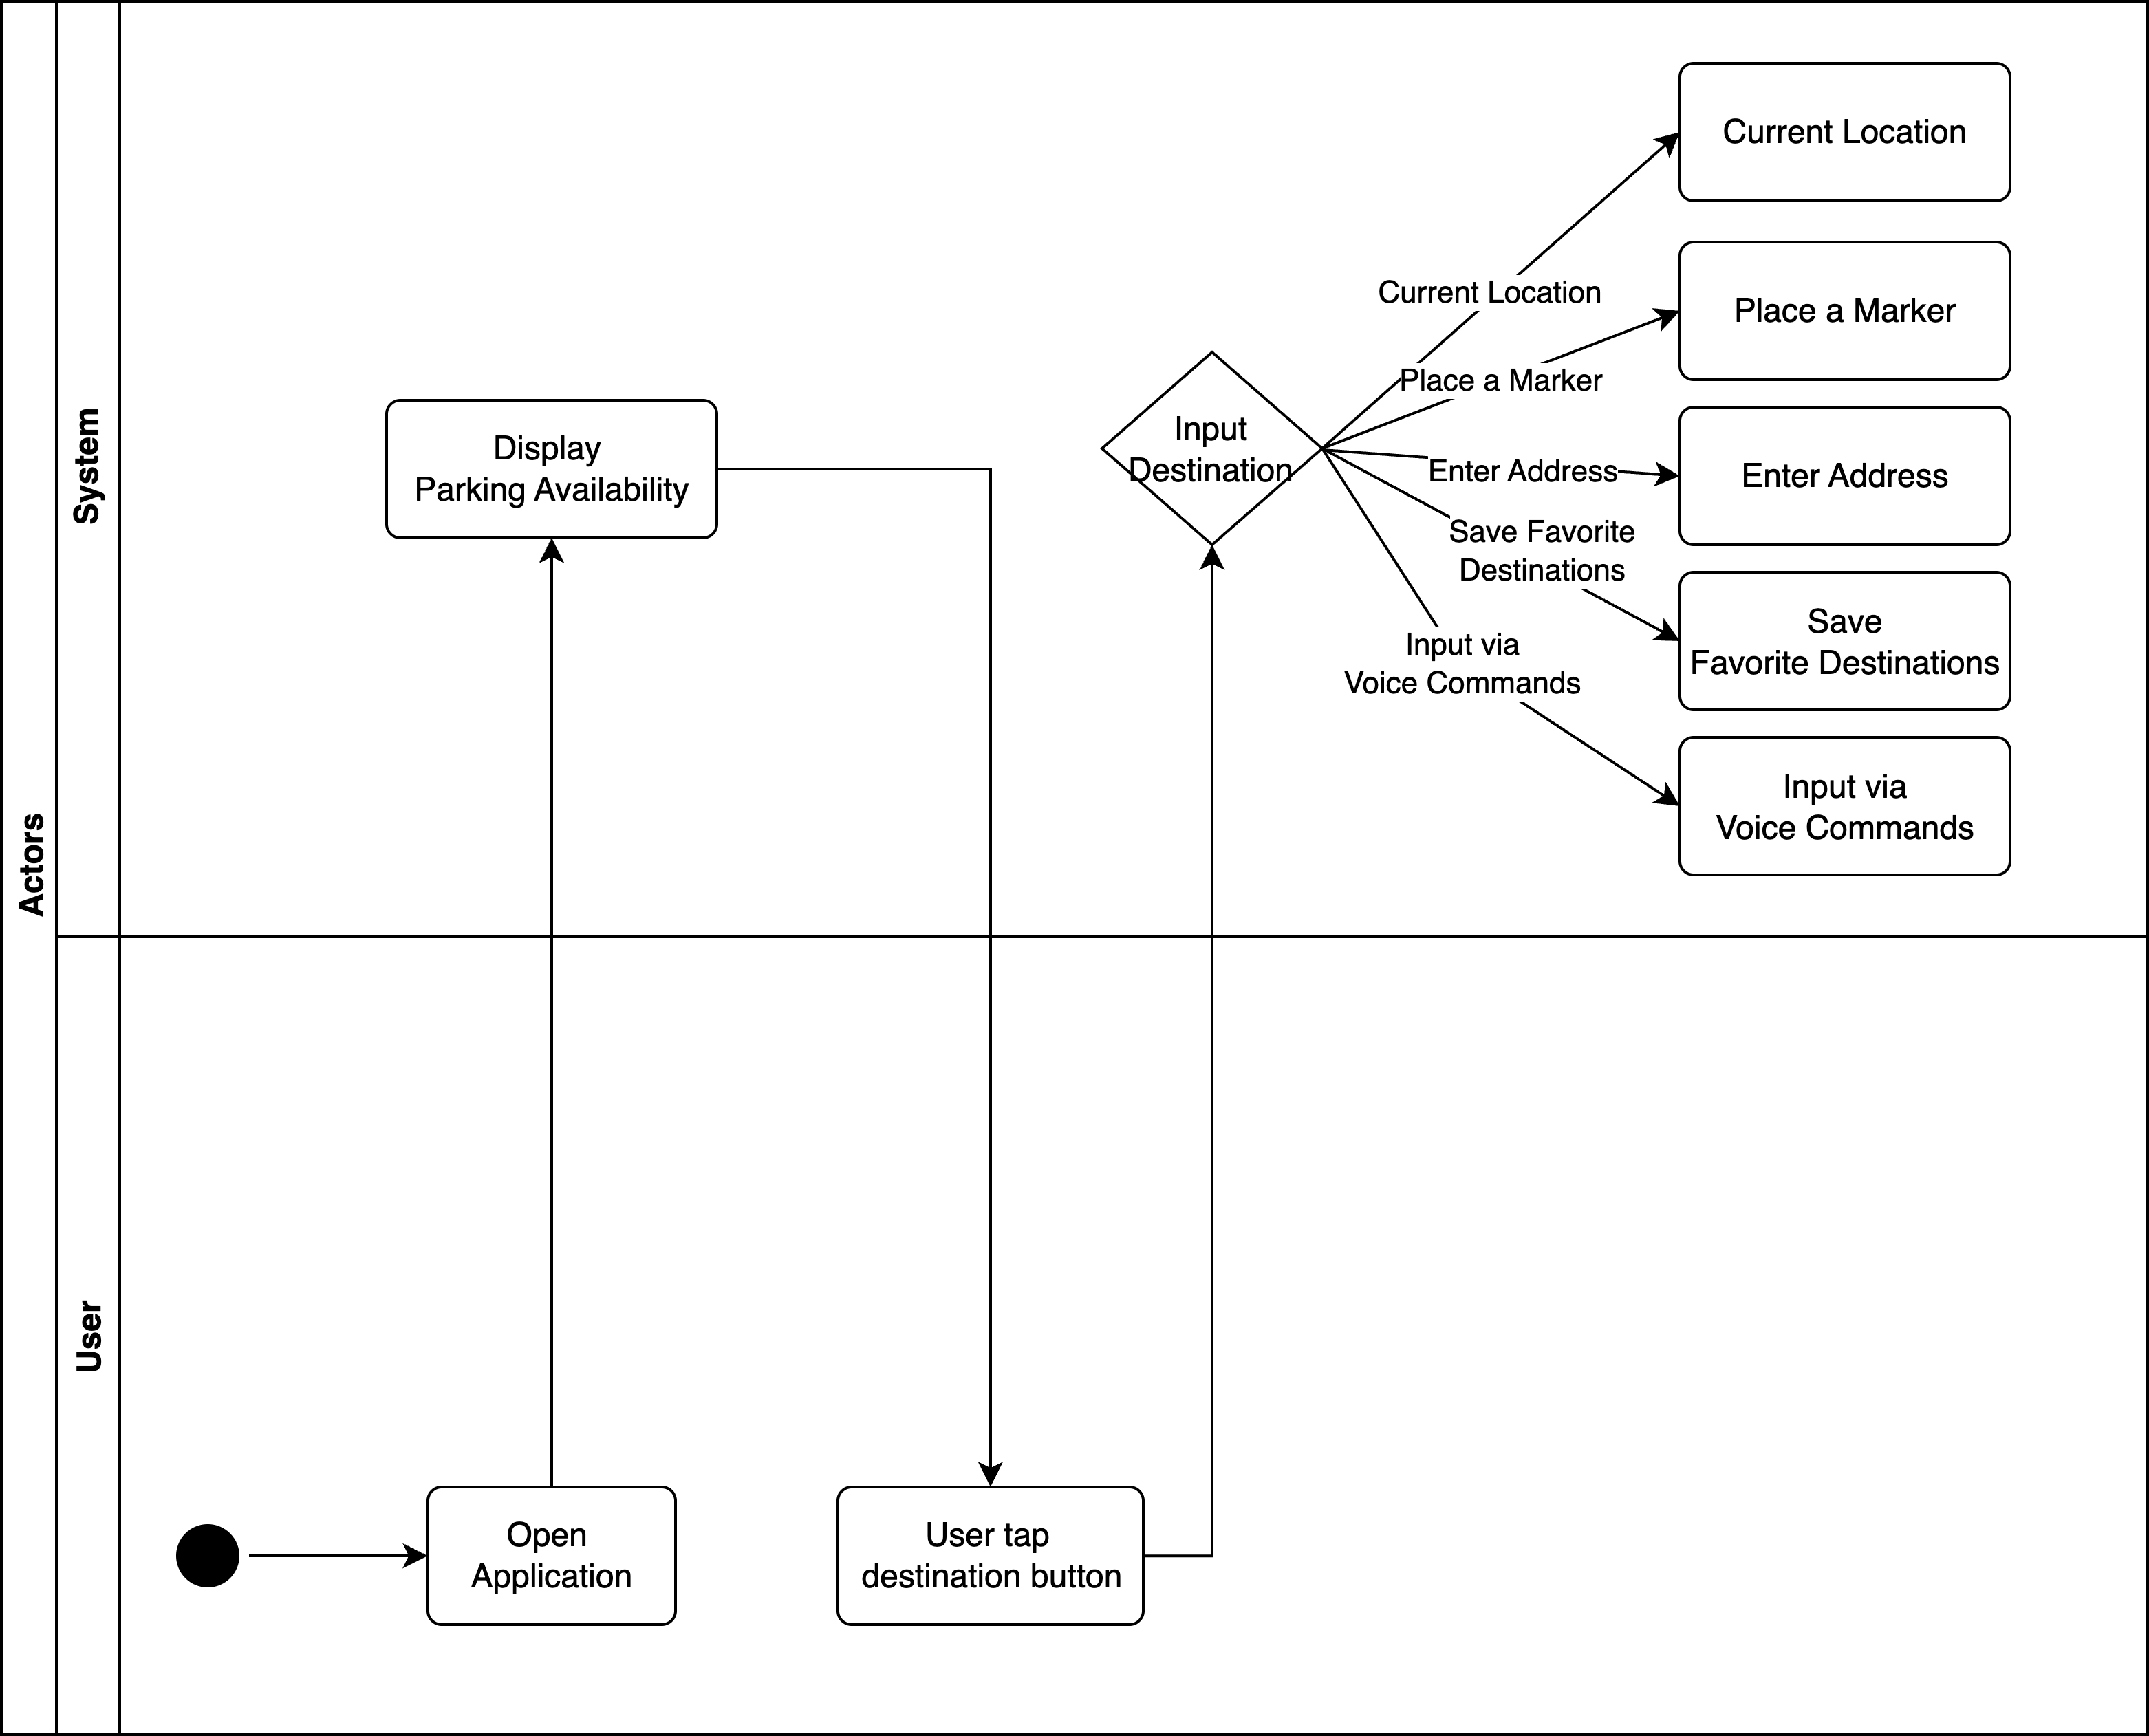 Actors
System
User
Display
Parking Availability
Input
Destination
Current Location
Place a Marker
Enter Address
Save Favorite
Destinations
Input via
Voice Commands
Current Location
Place a Marker
Enter Address
Save
Favorite Destinations
Input via
Voice Commands
Open
Application
User tap
destination button